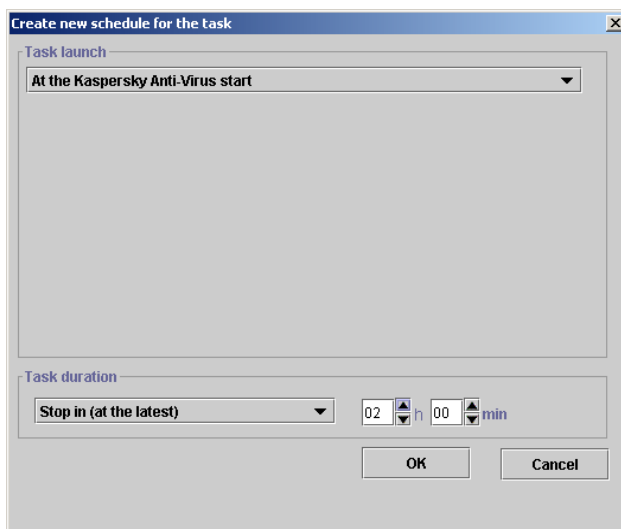 Create new schedule for the task
Task launch
At the Kaspersky Anti-Virus start
Task duration
Stop in (at the latest) 02 h 00 min
OK Cancel